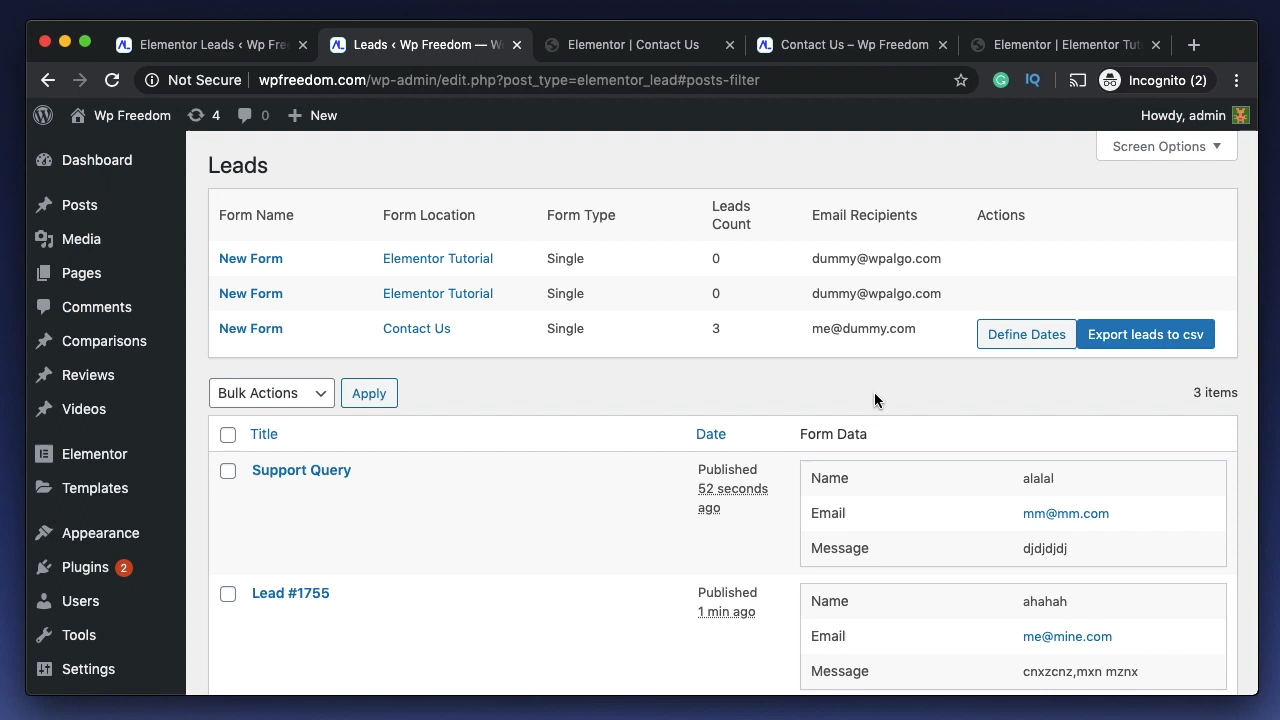 Elementor Leads ‹ Wp Fre
Leads ‹ Wp Freedom — W
Elementor | Contact Us
Contact Us – Wp Freedom
Elementor | Elementor Tut
Not Secure
wpfreedom.com/wp-admin/edit.php?post_type=elementor_lead#posts-filter
IQ
Incognito (2)
Wp Freedom
4
0
New
Howdy, admin
Dashboard
Posts
Media
Pages
Comments
Comparisons
Reviews
Videos
Elementor
Templates
Appearance
Plugins 2
Users
Tools
Settings
Screen Options
Leads
Form Name Form Location Form Type Leads Count Email Recipients Actions
New Form Elementor Tutorial Single 0 dummy@wpalgo.com
New Form Elementor Tutorial Single 0 dummy@wpalgo.com
New Form Contact Us Single 3 me@dummy.com Define Dates Export leads to csv
Bulk Actions Apply 3 items
Title Date Form Data
Support Query
Published
52 seconds
ago
Name alalal
Email mm@mm.com
Message djdjdjdj
Lead #1755
Published
1 min ago
Name ahahah
Email me@mine.com
Message cnxzcnz,mxn mznx